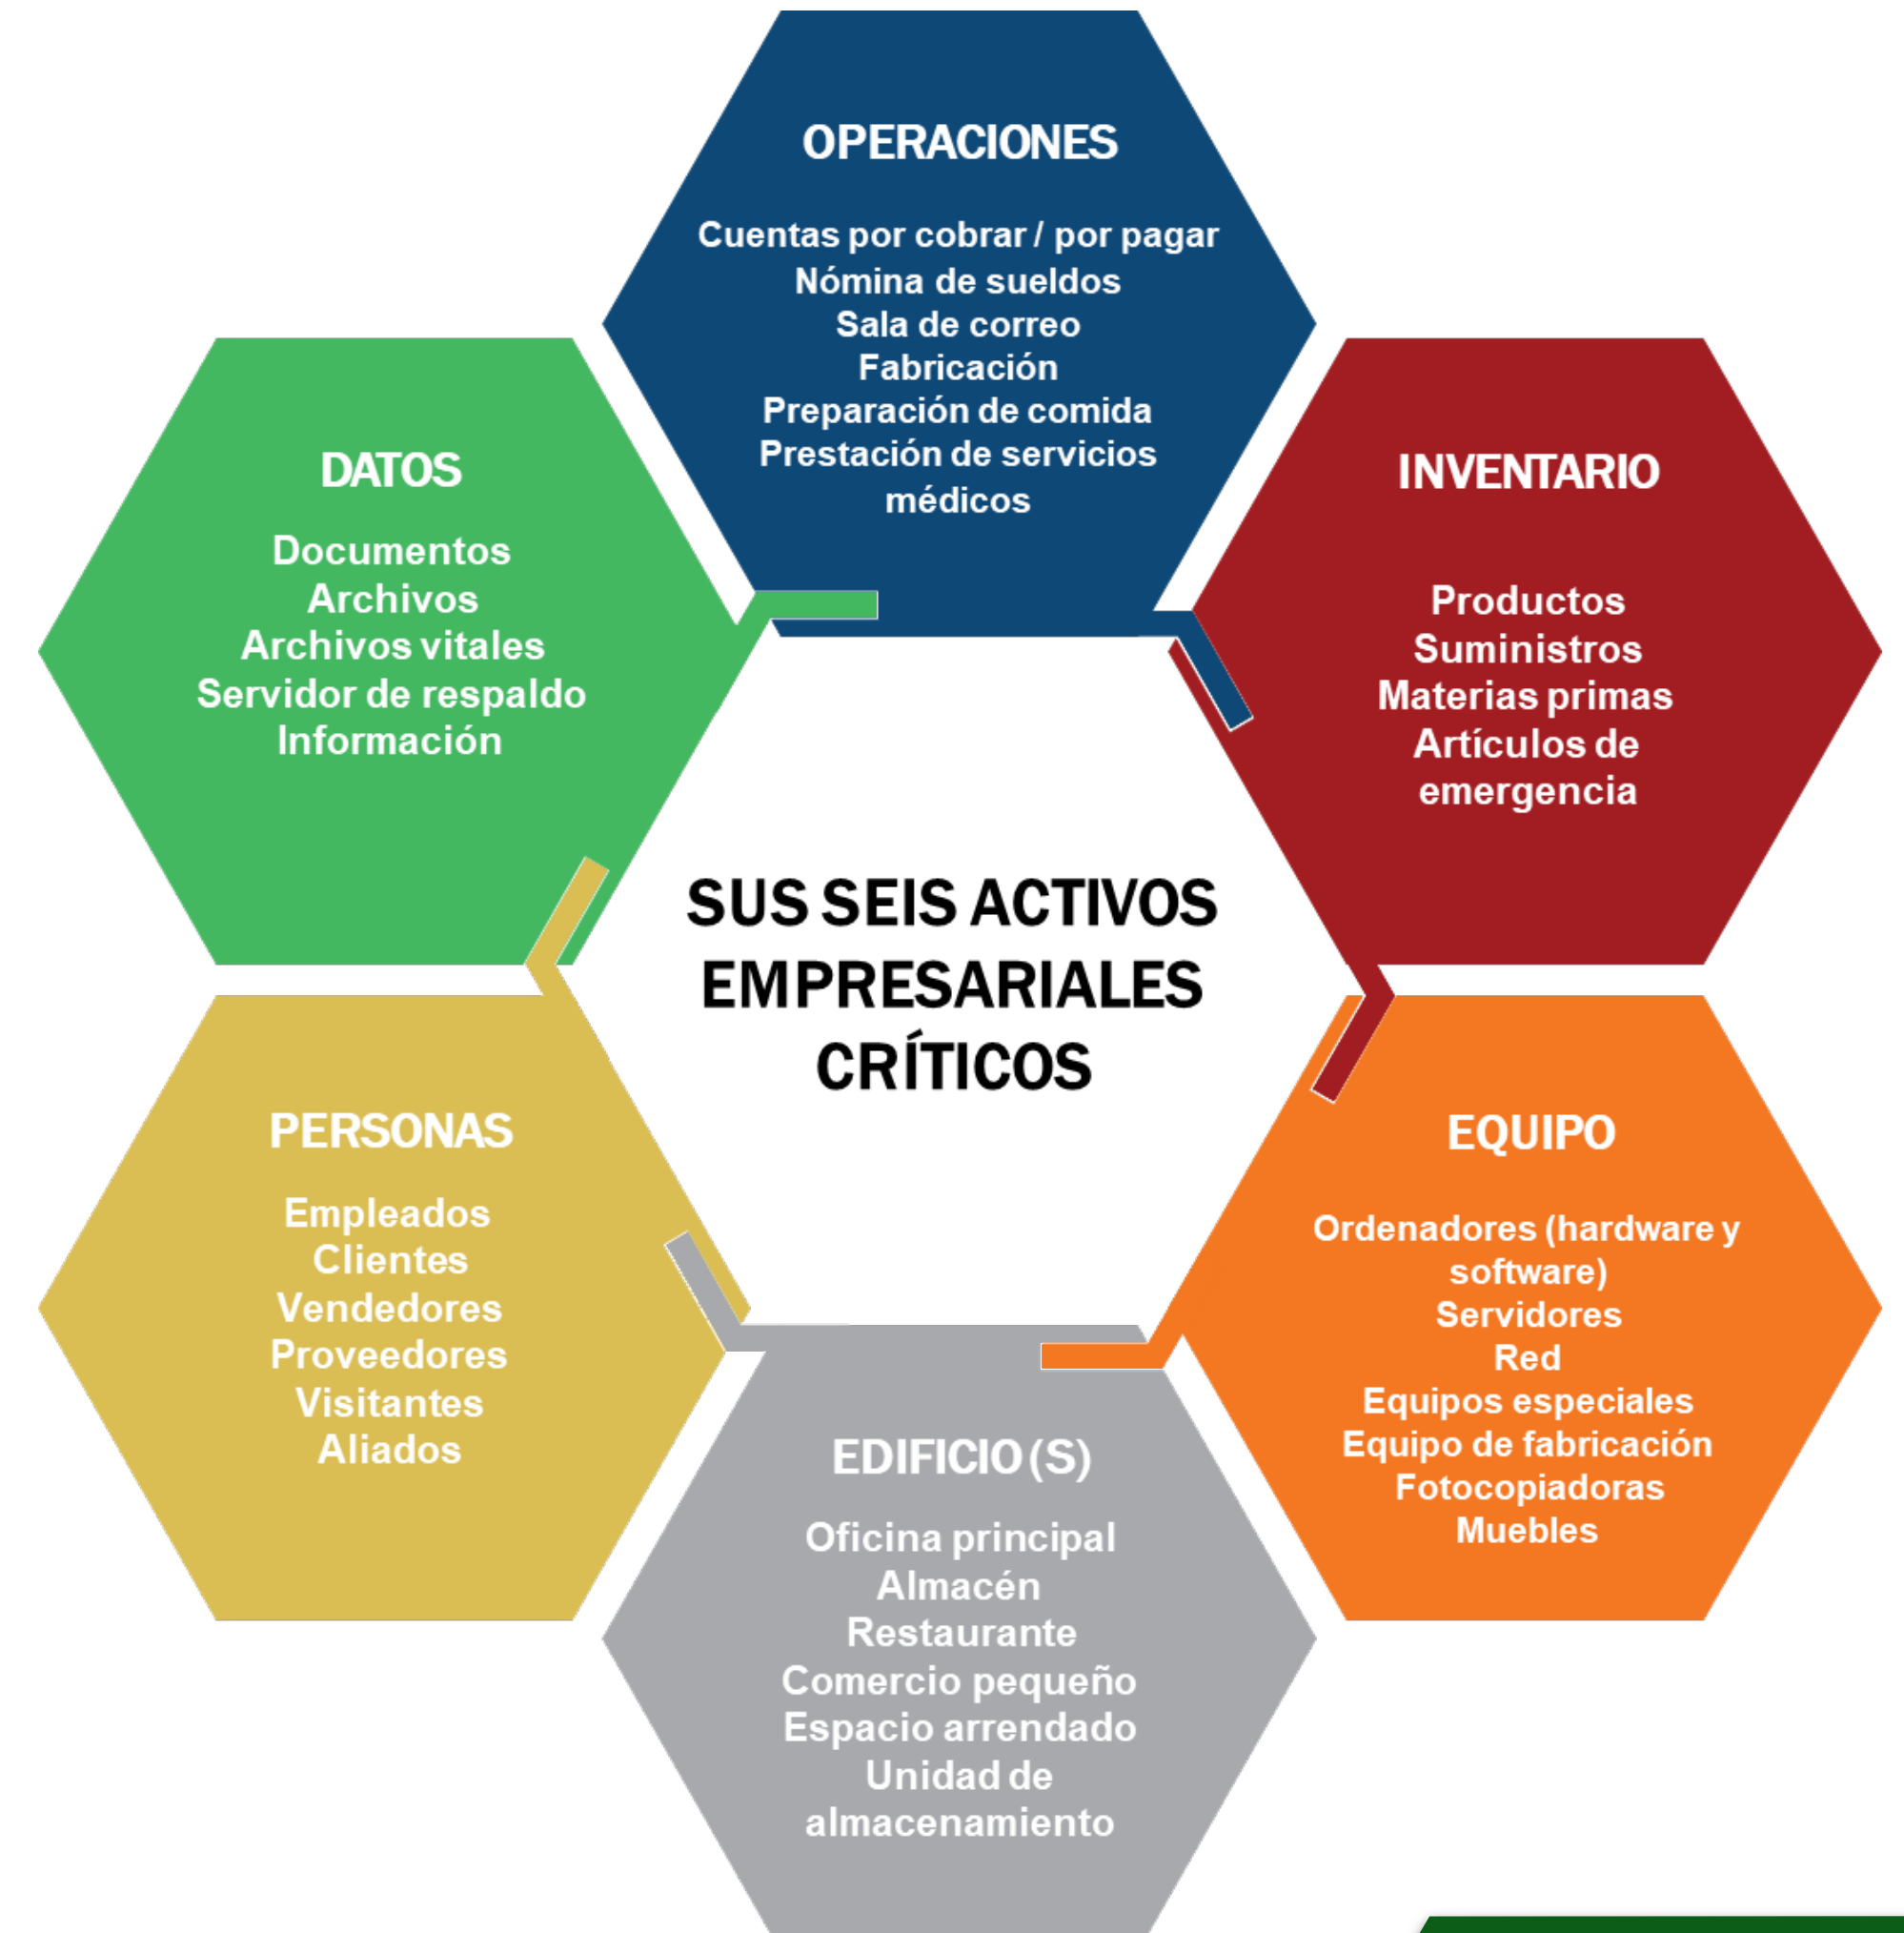 OPERACIONES
Cuentas por cobrar / por pagar
Nómina de sueldos
Sala de correo
Fabricación
Preparación de comida
Prestación de servicios
médicos
DATOS
Documentos
Archivos
Archivos vitales
Servidor de respaldo
Información
INVENTARIO
Productos
Suministros
Materias primas
Artículos de
emergencia
SUS SEIS ACTIVOS
EMPRESARIALES
CRÍTICOS
PERSONAS
Empleados
Clientes
Vendedores
Proveedores
Visitantes
Aliados
EQUIPO
Ordenadores (hardware y
software)
Servidores
Red
Equipos especiales
Equipo de fabricación
Fotocopiadoras
Muebles
EDIFICIO(S)
Oficina principal
Almacén
Restaurante
Comercio pequeño
Espacio arrendado
Unidad de
almacenamiento